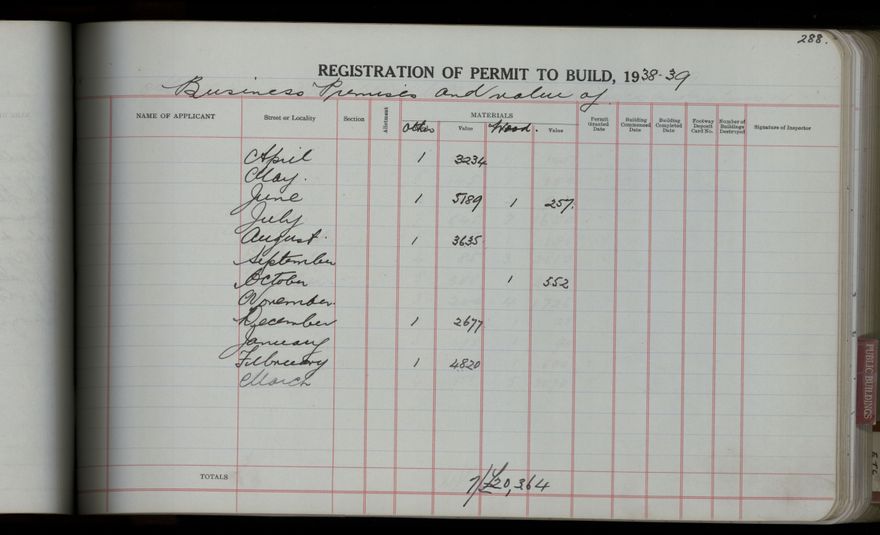 288.
REGISTRATION OF PERMIT TO BUILD, 1938-39
Business Premises and value of
NAME OF APPLICANT Street or Locality Section Allotment MATERIALS Permit Granted Date Building Commenced Date Building Completed Date Footway Deposit Card No. Number of Buildings Destroyed Signature of Inspector
Other Value Wood. Value
April 1 3234
May.
June 1 5189 1 257.
July
August. 1 3635
September
October 1 552
November.
December 1 2677
January
February 1 4820
March
TOTALS 7/£20,364
PUBLIC BUILDINGS